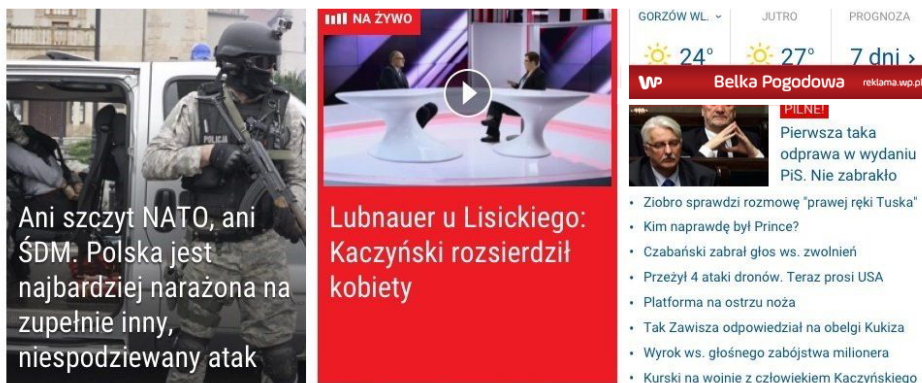 POLICJA
Ani szczyt NATO, ani
ŚDM. Polska jest
najbardziej narażona na
zupełnie inny,
niespodziewany atak
NA ŻYWO
Lubnauer u Lisickiego:
Kaczyński rozsierdził
kobiety
GORZÓW WL.
JUTRO
PROGNOZA
24°
27°
7 dni ›
WP Belka Pogodowa reklama.wp.pl
PILNE!
Pierwsza taka
odprawa w wydaniu
PiS. Nie zabrakło
• Ziobro sprawdzi rozmowę "prawej ręki Tuska"
• Kim naprawdę był Prince?
• Czabański zabrał głos ws. zwolnień
• Przeżył 4 ataki dronów. Teraz prosi USA
• Platforma na ostrzu noża
• Tak Zawisza odpowiedział na obelgi Kukiza
• Wyrok ws. głośnego zabójstwa milionera
• Kurski na wojnie z człowiekiem Kaczyńskiego